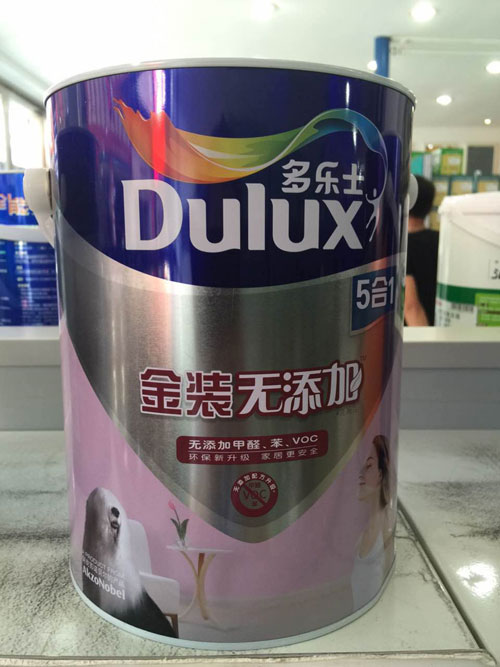 多乐士
Dulux
5合1
金装无添加
无添加甲醛、苯、VOC
环保新升级 家居更安全
VOC
AkzoNobel